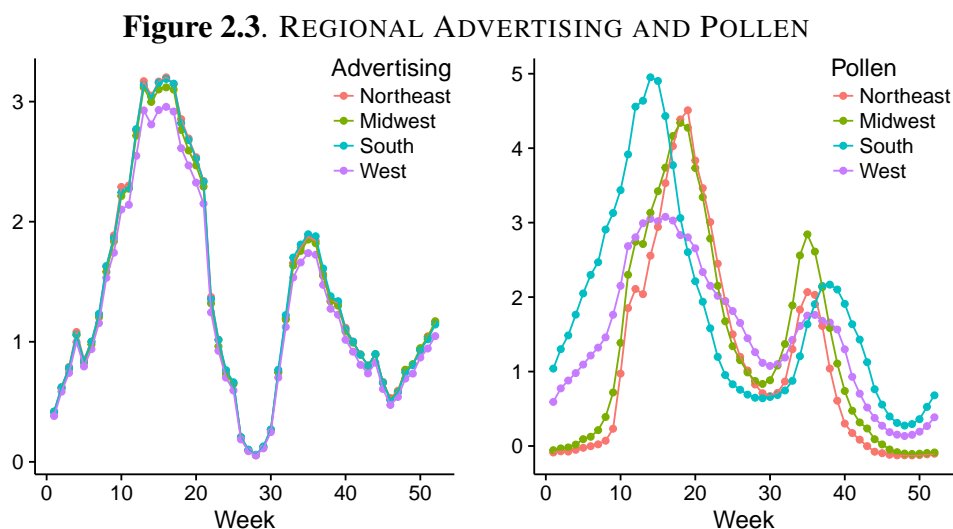 Figure 2.3. REGIONAL ADVERTISING AND POLLEN
Advertising
Northeast
Midwest
South
West
3
2
1
0
0 10 20 30 40 50
Week
Pollen
Northeast
Midwest
South
West
5
4
3
2
1
0
0 10 20 30 40 50
Week